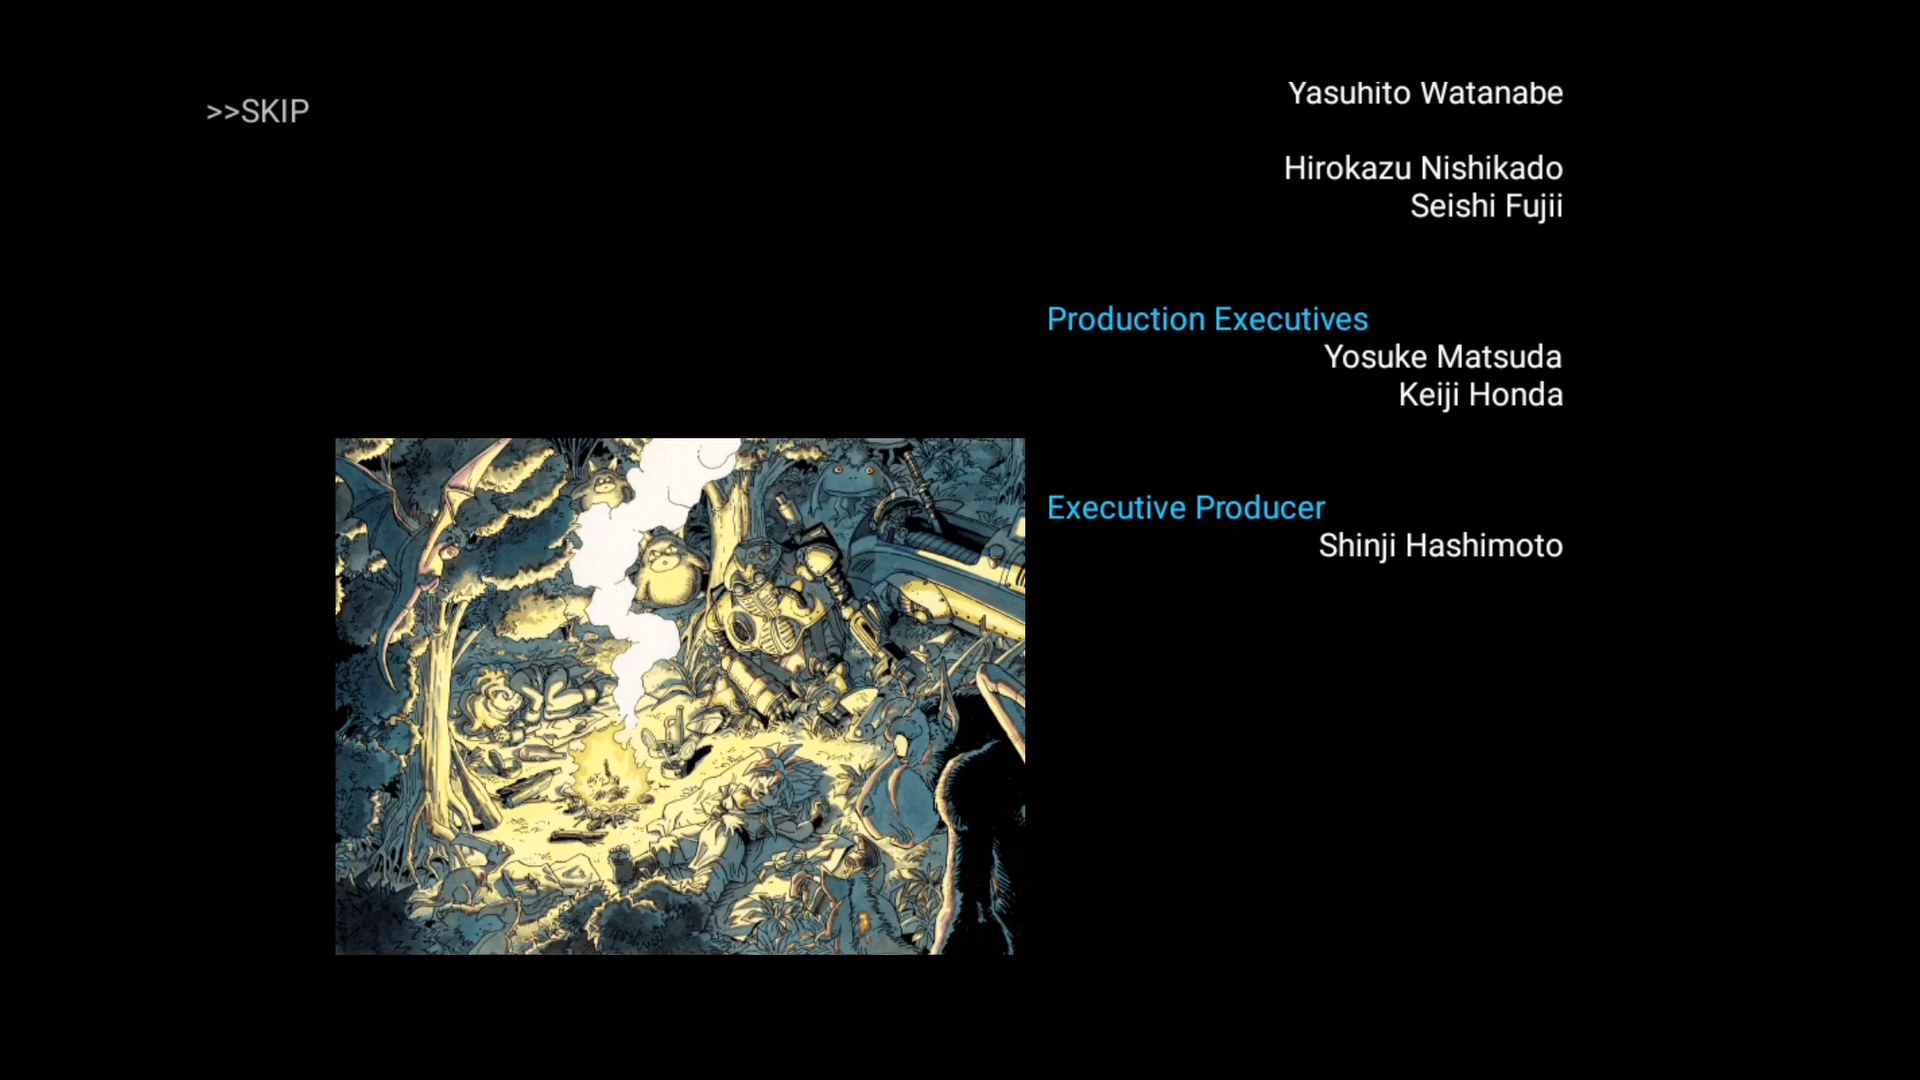 >>SKIP
Yasuhito Watanabe
Hirokazu Nishikado
Seishi Fujii
Production Executives
Yosuke Matsuda
Keiji Honda
Executive Producer
Shinji Hashimoto